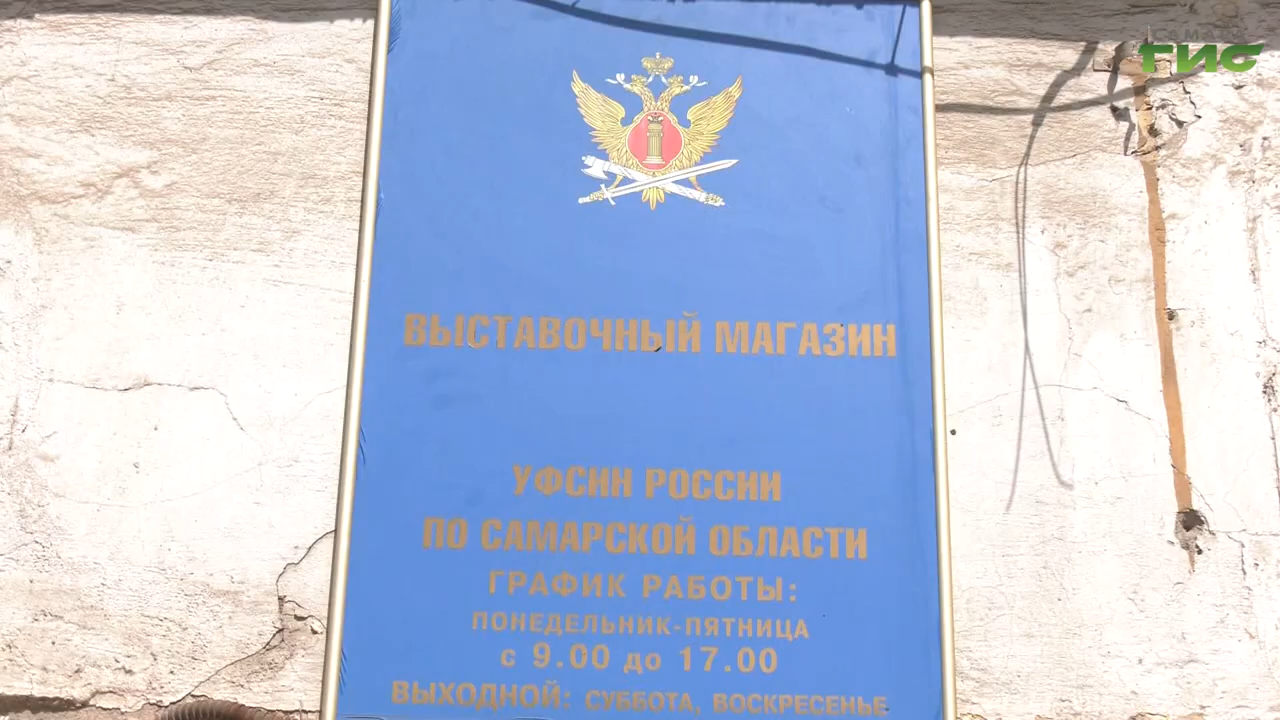 САМАРА
ГИС
ВЫСТАВОЧНЫЙ МАГАЗИН
УФСИН РОССИИ
ПО САМАРСКОЙ ОБЛАСТИ
ГРАФИК РАБОТЫ:
ПОНЕДЕЛЬНИК-ПЯТНИЦА
с 9.00 до 17.00
ВЫХОДНОЙ: СУББОТА, ВОСКРЕСЕНЬЕ